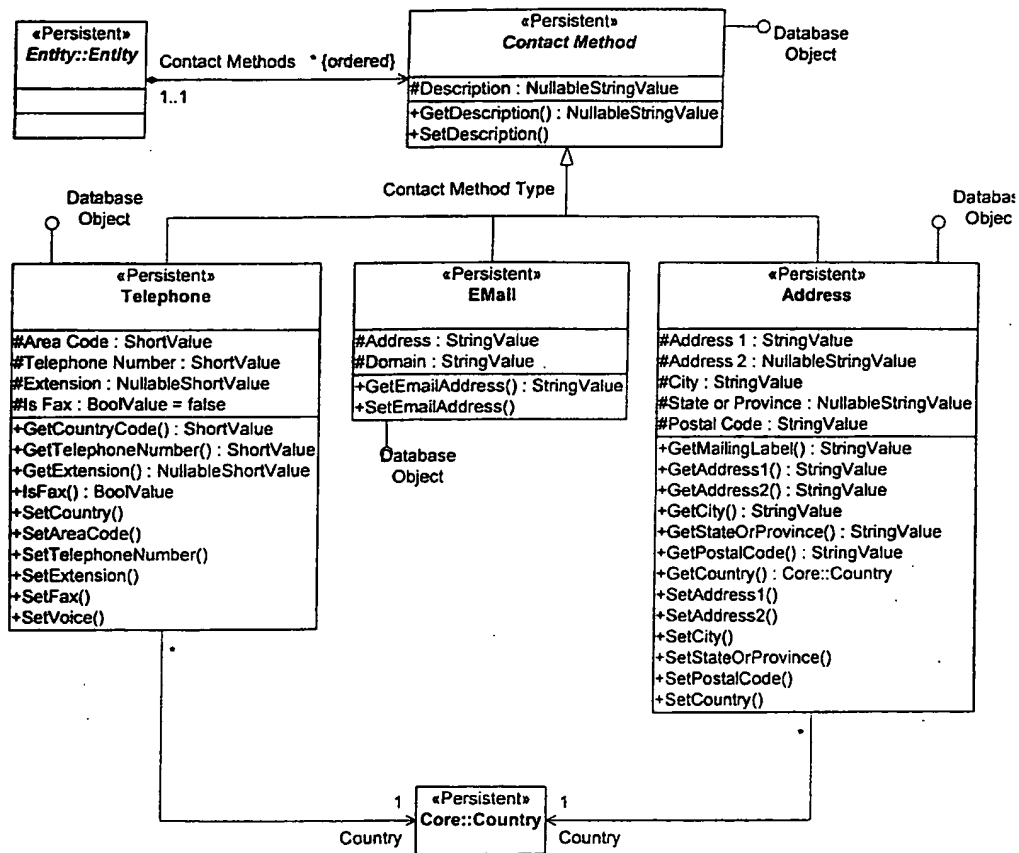 «Persistent»
Entity::Entity
Contact Methods * {ordered}
1..1
«Persistent»
Contact Method
#Description : NullableStringValue
+GetDescription() : NullableStringValue
+SetDescription()
Database
Object
Contact Method Type
Database
Object
«Persistent»
Telephone
#Area Code : ShortValue
#Telephone Number : ShortValue
#Extension : NullableShortValue
#Is Fax : BoolValue = false
+GetCountryCode() : ShortValue
+GetTelephoneNumber() : ShortValue
+GetExtension() : NullableShortValue
+IsFax() : BoolValue
+SetCountry()
+SetAreaCode()
+SetTelephoneNumber()
+SetExtension()
+SetFax()
+SetVoice()
*
«Persistent»
EMail
#Address : StringValue
#Domain : StringValue
+GetEmailAddress() : StringValue
+SetEmailAddress()
Database
Object
Databas
Objec
«Persistent»
Address
#Address 1 : StringValue
#Address 2 : NullableStringValue
#City : StringValue
#State or Province : NullableStringValue
#Postal Code : StringValue
+GetMailingLabel() : StringValue
+GetAddress1() : StringValue
+GetAddress2() : StringValue
+GetCity() : StringValue
+GetStateOrProvince() : StringValue
+GetPostalCode() : StringValue
+GetCountry() : Core::Country
+SetAddress1()
+SetAddress2()
+SetCity()
+SetStateOrProvince()
+SetPostalCode()
+SetCountry()
*
1
Country
«Persistent»
Core::Country
1
Country